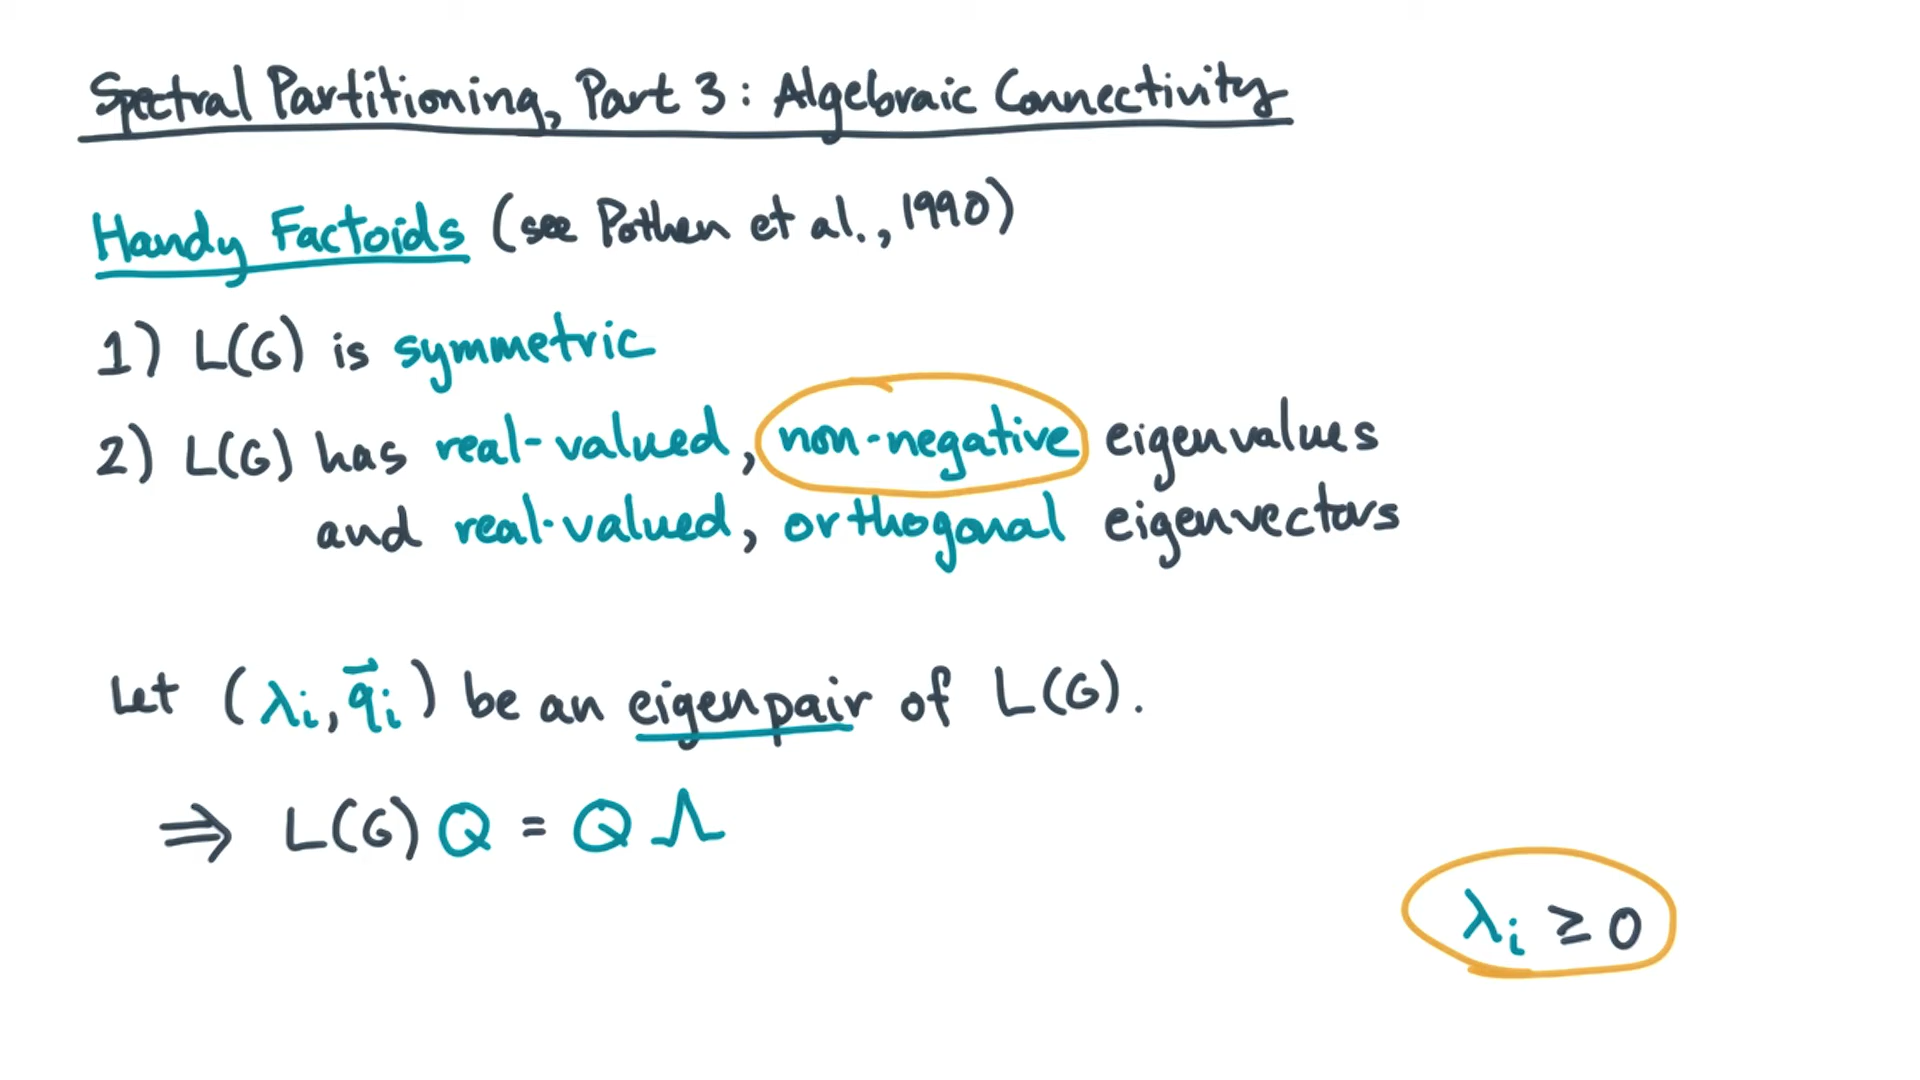 Spectral Partitioning, Part 3: Algebraic Connectivity
Handy Factoids (see Pothen et al., 1990)
1) L(G) is symmetric
2) L(G) has real-valued, non-negative eigenvalues
and real-valued, orthogonal eigenvectors
Let (λᵢ, q⃗ᵢ) be an eigenpair of L(G).
⇒ L(G) Q = Q Λ
λᵢ ≥ 0